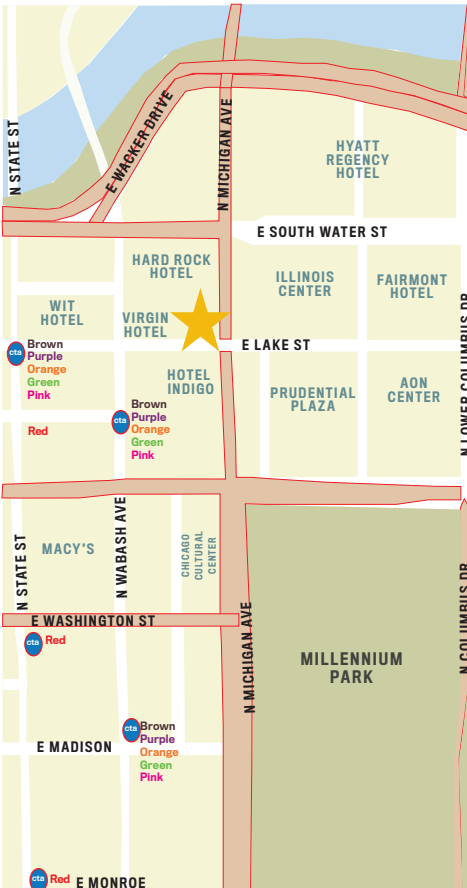 N STATE ST
E WACKER DRIVE
N MICHIGAN AVE
HYATT
REGENCY
HOTEL
E SOUTH WATER ST
HARD ROCK
HOTEL
ILLINOIS
CENTER
FAIRMONT
HOTEL
WIT
HOTEL
VIRGIN
HOTEL
N LOWER COLUMBUS DR
E LAKE ST
cta
Brown
Purple
Orange
Green
Pink
Red
HOTEL
INDIGO
PRUDENTIAL
PLAZA
AON
CENTER
cta
Brown
Purple
Orange
Green
Pink
N STATE ST
MACY'S
N WABASH AVE
CHICAGO
CULTURAL
CENTER
N COLUMBUS DR
E WASHINGTON ST
cta
Red
N MICHIGAN AVE
MILLENNIUM
PARK
cta
Brown
Purple
Orange
Green
Pink
E MADISON
cta
Red
E MONROE